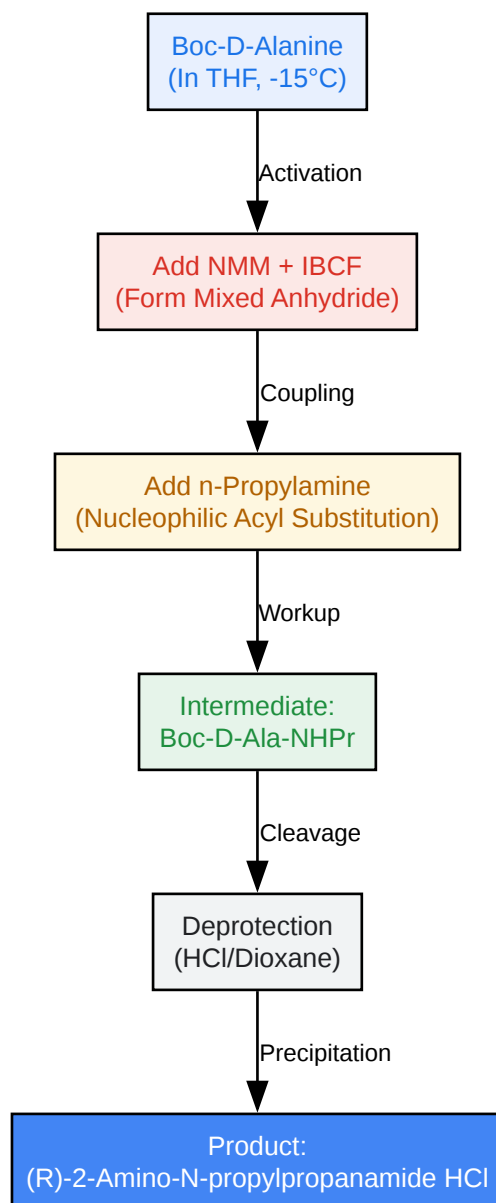 Boc-D-Alanine
(In THF, -15°C)
Activation
Add NMM + IBCF
(Form Mixed Anhydride)
Coupling
Add n-Propylamine
(Nucleophilic Acyl Substitution)
Workup
Intermediate:
Boc-D-Ala-NHPr
Cleavage
Deprotection
(HCl/Dioxane)
Precipitation
Product:
(R)-2-Amino-N-propylpropanamide HCl